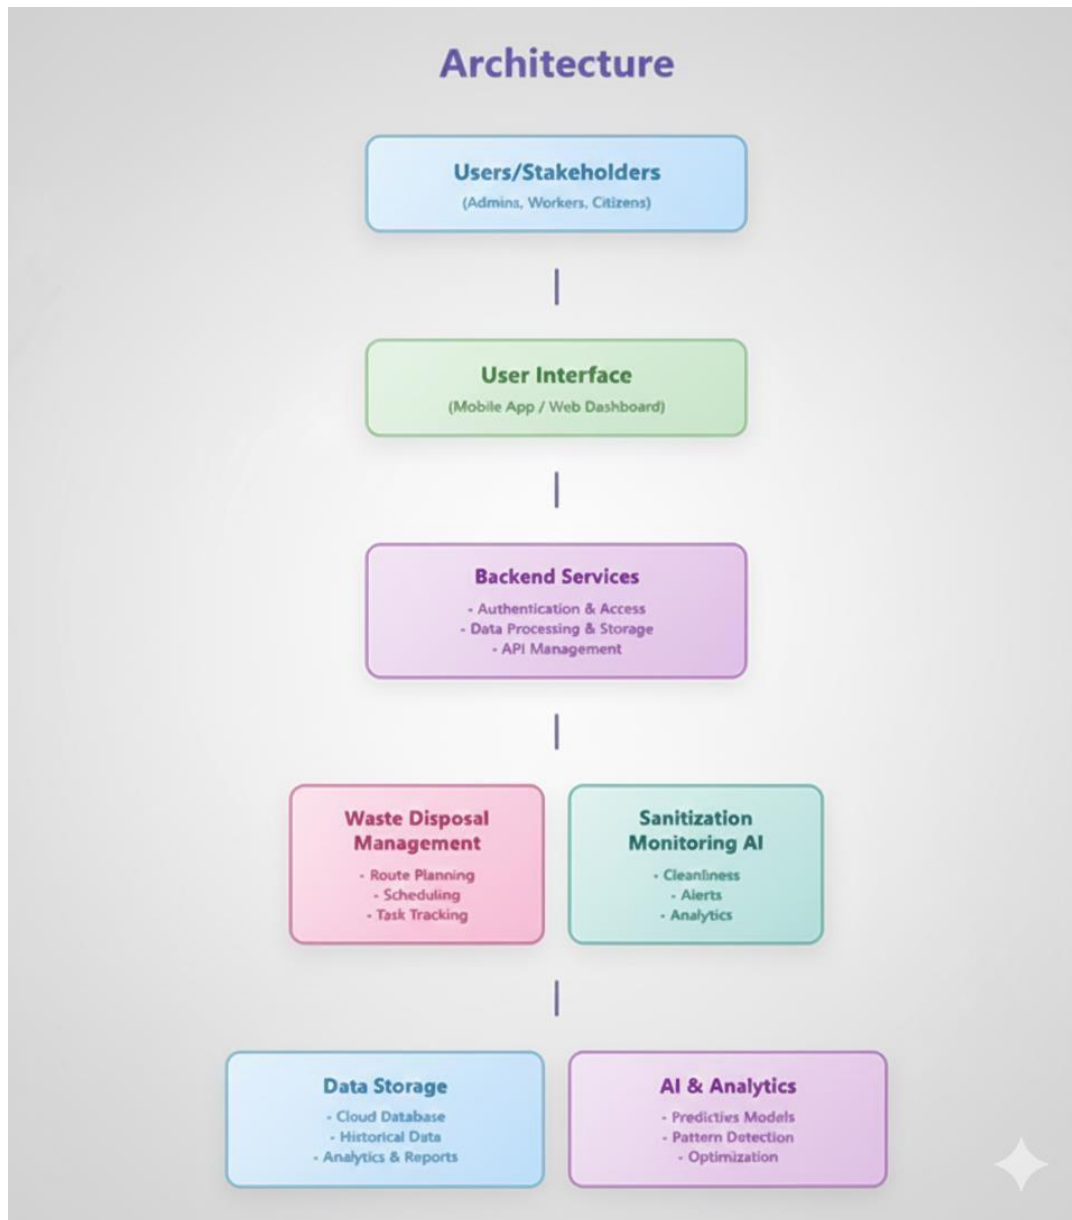 Architecture
Users/Stakeholders
(Admins, Workers, Citizens)
User Interface
(Mobile App / Web Dashboard)
Backend Services
- Authentication & Access
- Data Processing & Storage
- API Management
Waste Disposal
Management
- Route Planning
- Scheduling
- Task Tracking
Sanitization
Monitoring AI
- Cleanliness
- Alerts
- Analytics
Data Storage
- Cloud Database
- Hirtorical Data
- Analytics & Reports
AI & Analytics
- Predicties Models
- Pattern Detection
- Optimization